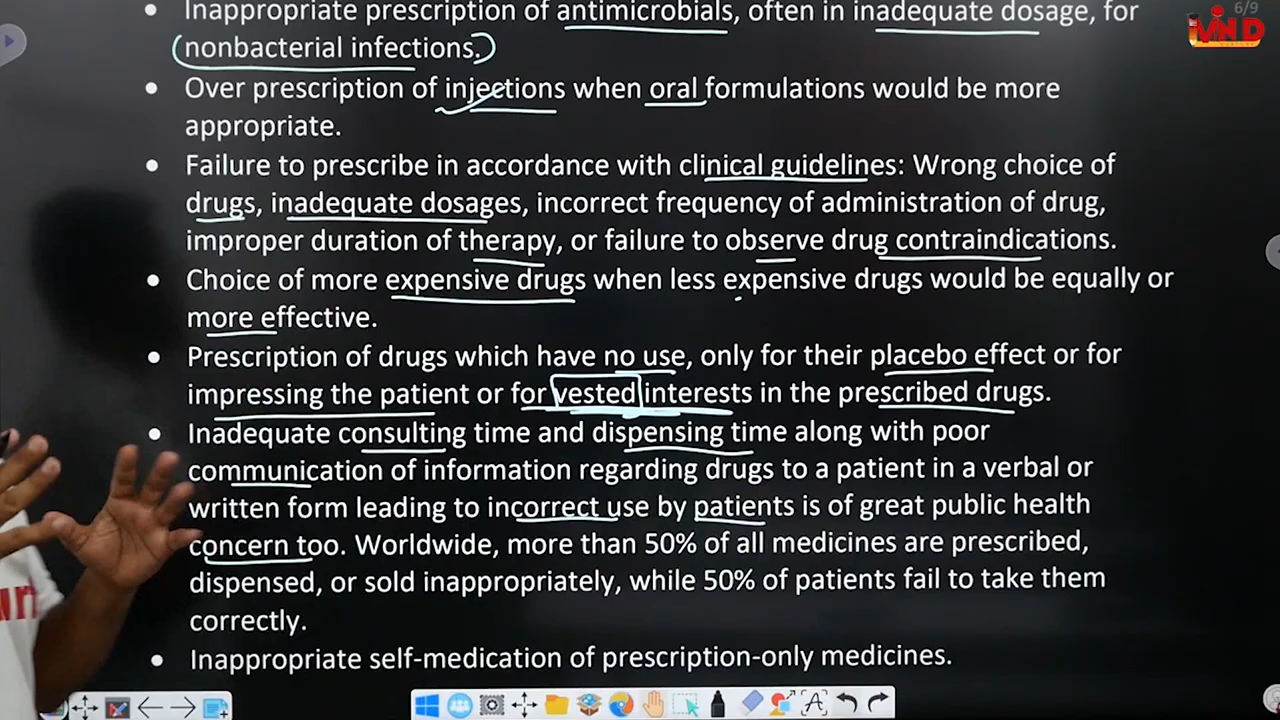 Inappropriate prescription of antimicrobials, often in inadequate dosage, for
nonbacterial infections.
Over prescription of injections when oral formulations would be more
appropriate.
Failure to prescribe in accordance with clinical guidelines: Wrong choice of
drugs, inadequate dosages, incorrect frequency of administration of drug,
improper duration of therapy, or failure to observe drug contraindications.
Choice of more expensive drugs when less expensive drugs would be equally or
more effective.
Prescription of drugs which have no use, only for their placebo effect or for
impressing the patient or for vested interests in the prescribed drugs.
Inadequate consulting time and dispensing time along with poor
communication of information regarding drugs to a patient in a verbal or
written form leading to incorrect use by patients is of great public health
concern too. Worldwide, more than 50% of all medicines are prescribed,
dispensed, or sold inappropriately, while 50% of patients fail to take them
correctly.
Inappropriate self-medication of prescription-only medicines.
6/9